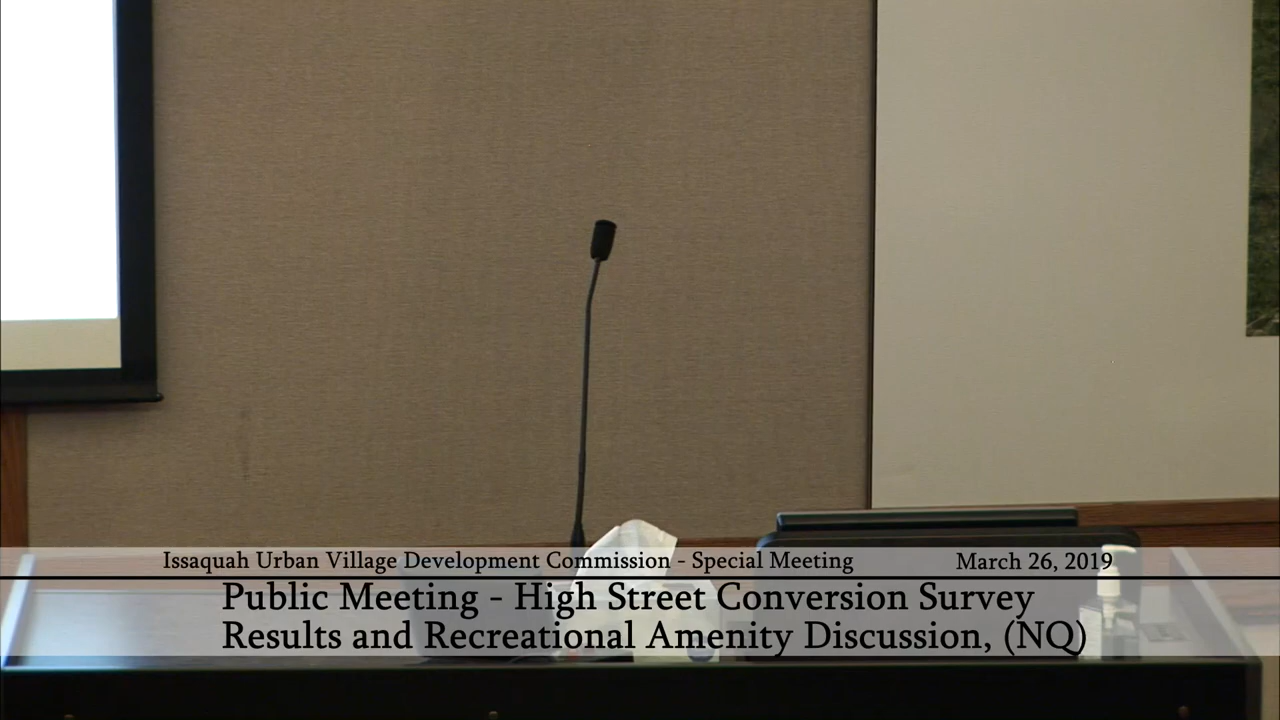 Issaquah Urban Village Development Commission - Special Meeting March 26, 2019
Public Meeting - High Street Conversion Survey
Results and Recreational Amenity Discussion, (NQ)